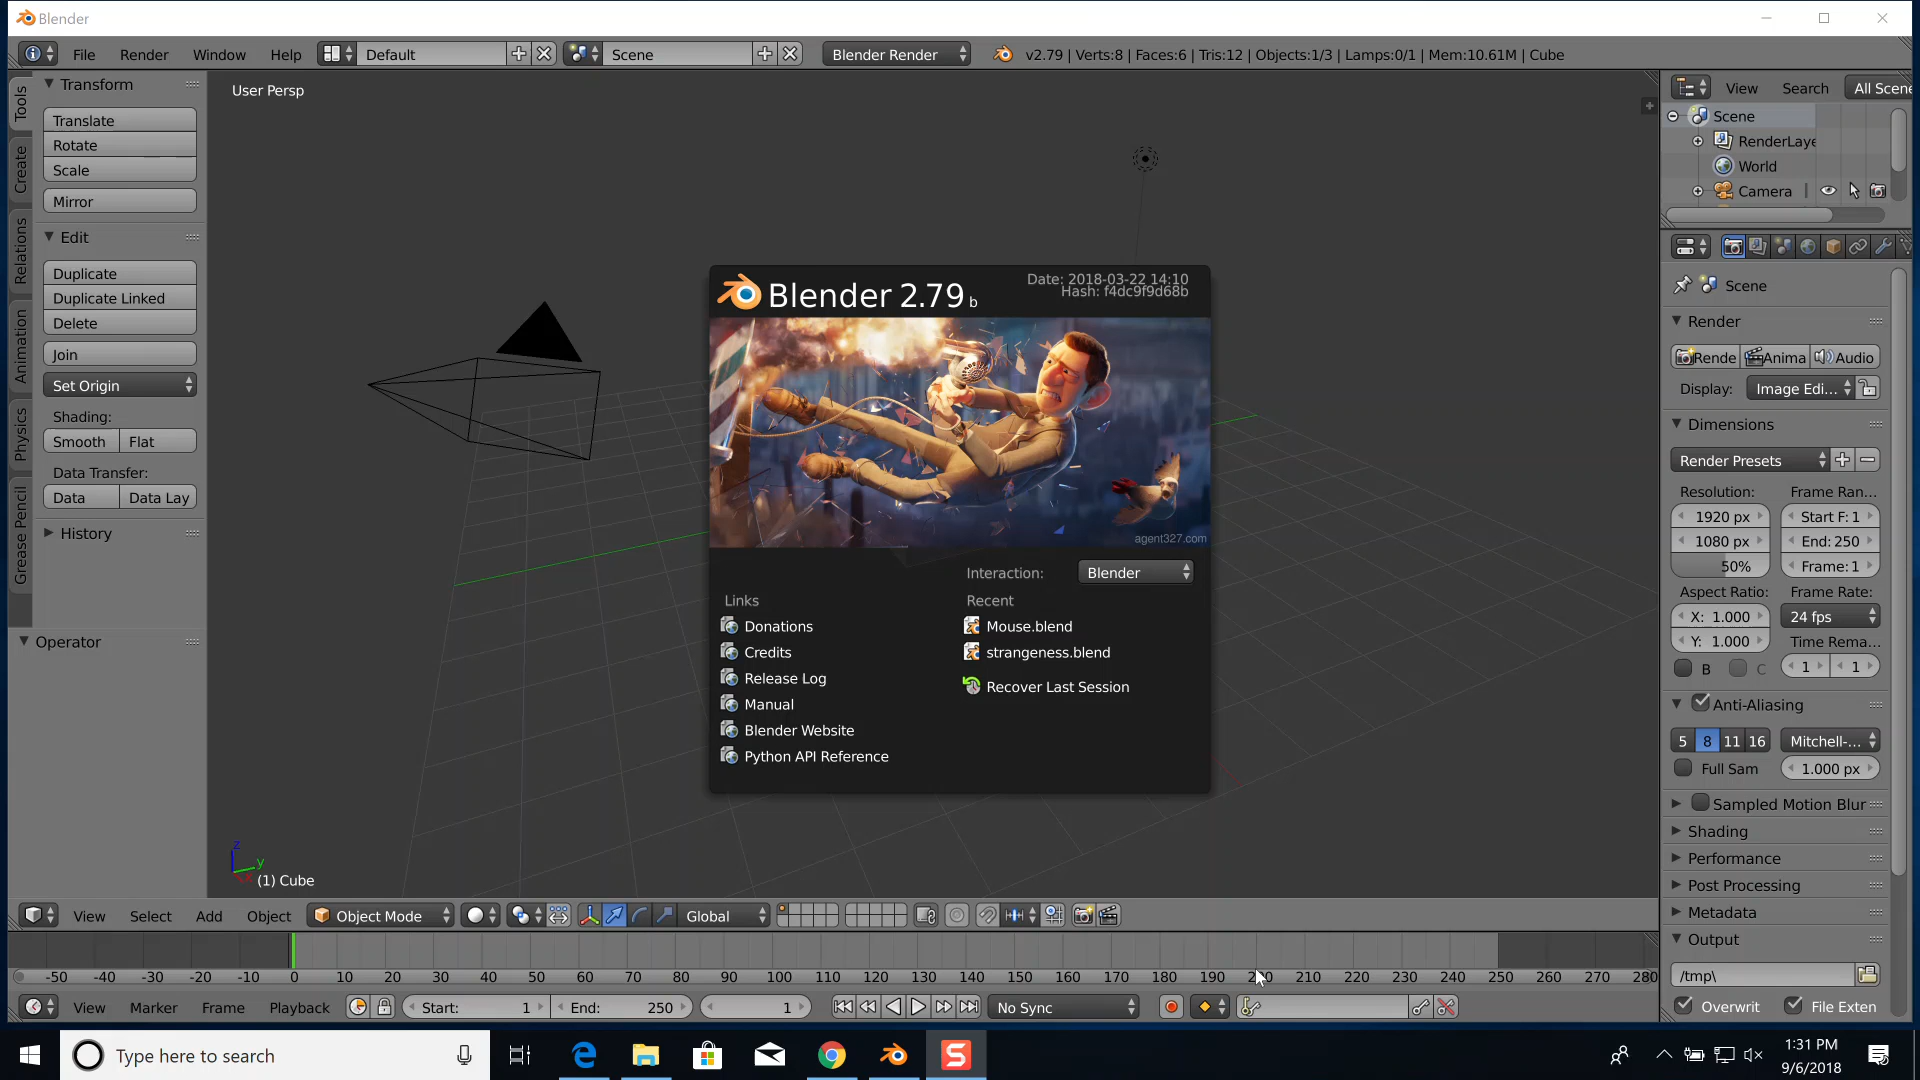 Blender
File Render Window Help Default Scene Blender Render v2.79 | Verts:8 | Faces:6 | Tris:12 | Objects:1/3 | Lamps:0/1 | Mem:10.61M | Cube
Tools
Create
Relations
Animation
Physics
Grease Pencil
Transform
Translate
Rotate
Scale
Mirror
Edit
Duplicate
Duplicate Linked
Delete
Join
Set Origin
Shading:
Smooth Flat
Data Transfer:
Data Data Lay
History
Operator
User Persp
Blender 2.79 b
Date: 2018-03-22 14:10
Hash: f4dc9f9d68b
agent327.com
Interaction: Blender
Links
Donations
Credits
Release Log
Manual
Blender Website
Python API Reference
Recent
Mouse.blend
strangeness.blend
Recover Last Session
z
y
x
(1) Cube
View Search All Scene
Scene
RenderLaye
World
Camera
Scene
Render
Rende Anima Audio
Display: Image Edi...
Dimensions
Render Presets
Resolution: Frame Ran...
1920 px Start F: 1
1080 px End: 250
50% Frame: 1
Aspect Ratio: Frame Rate:
X: 1.000 24 fps
Y: 1.000 Time Rema...
B C 1 1
Anti-Aliasing
5 8 11 16 Mitchell-...
Full Sam 1.000 px
Sampled Motion Blur
Shading
Performance
Post Processing
Metadata
Output
/tmp\
Overwrit File Exten
View Select Add Object Object Mode Global
-50 -40 -30 -20 -10 0 10 20 30 40 50 60 70 80 90 100 110 120 130 140 150 160 170 180 190 200 210 220 230 240 250 260 270 280
View Marker Frame Playback Start: 1 End: 250 1 No Sync
Type here to search
1:31 PM
9/6/2018